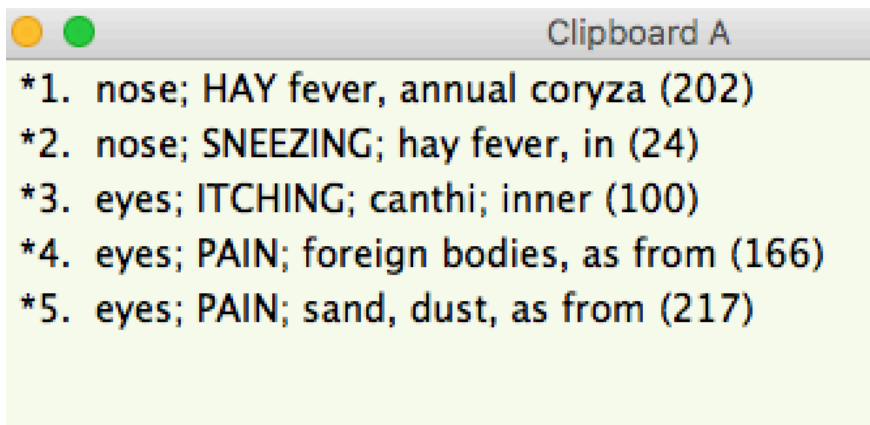 Clipboard A
*1. nose; HAY fever, annual coryza (202)
*2. nose; SNEEZING; hay fever, in (24)
*3. eyes; ITCHING; canthi; inner (100)
*4. eyes; PAIN; foreign bodies, as from (166)
*5. eyes; PAIN; sand, dust, as from (217)